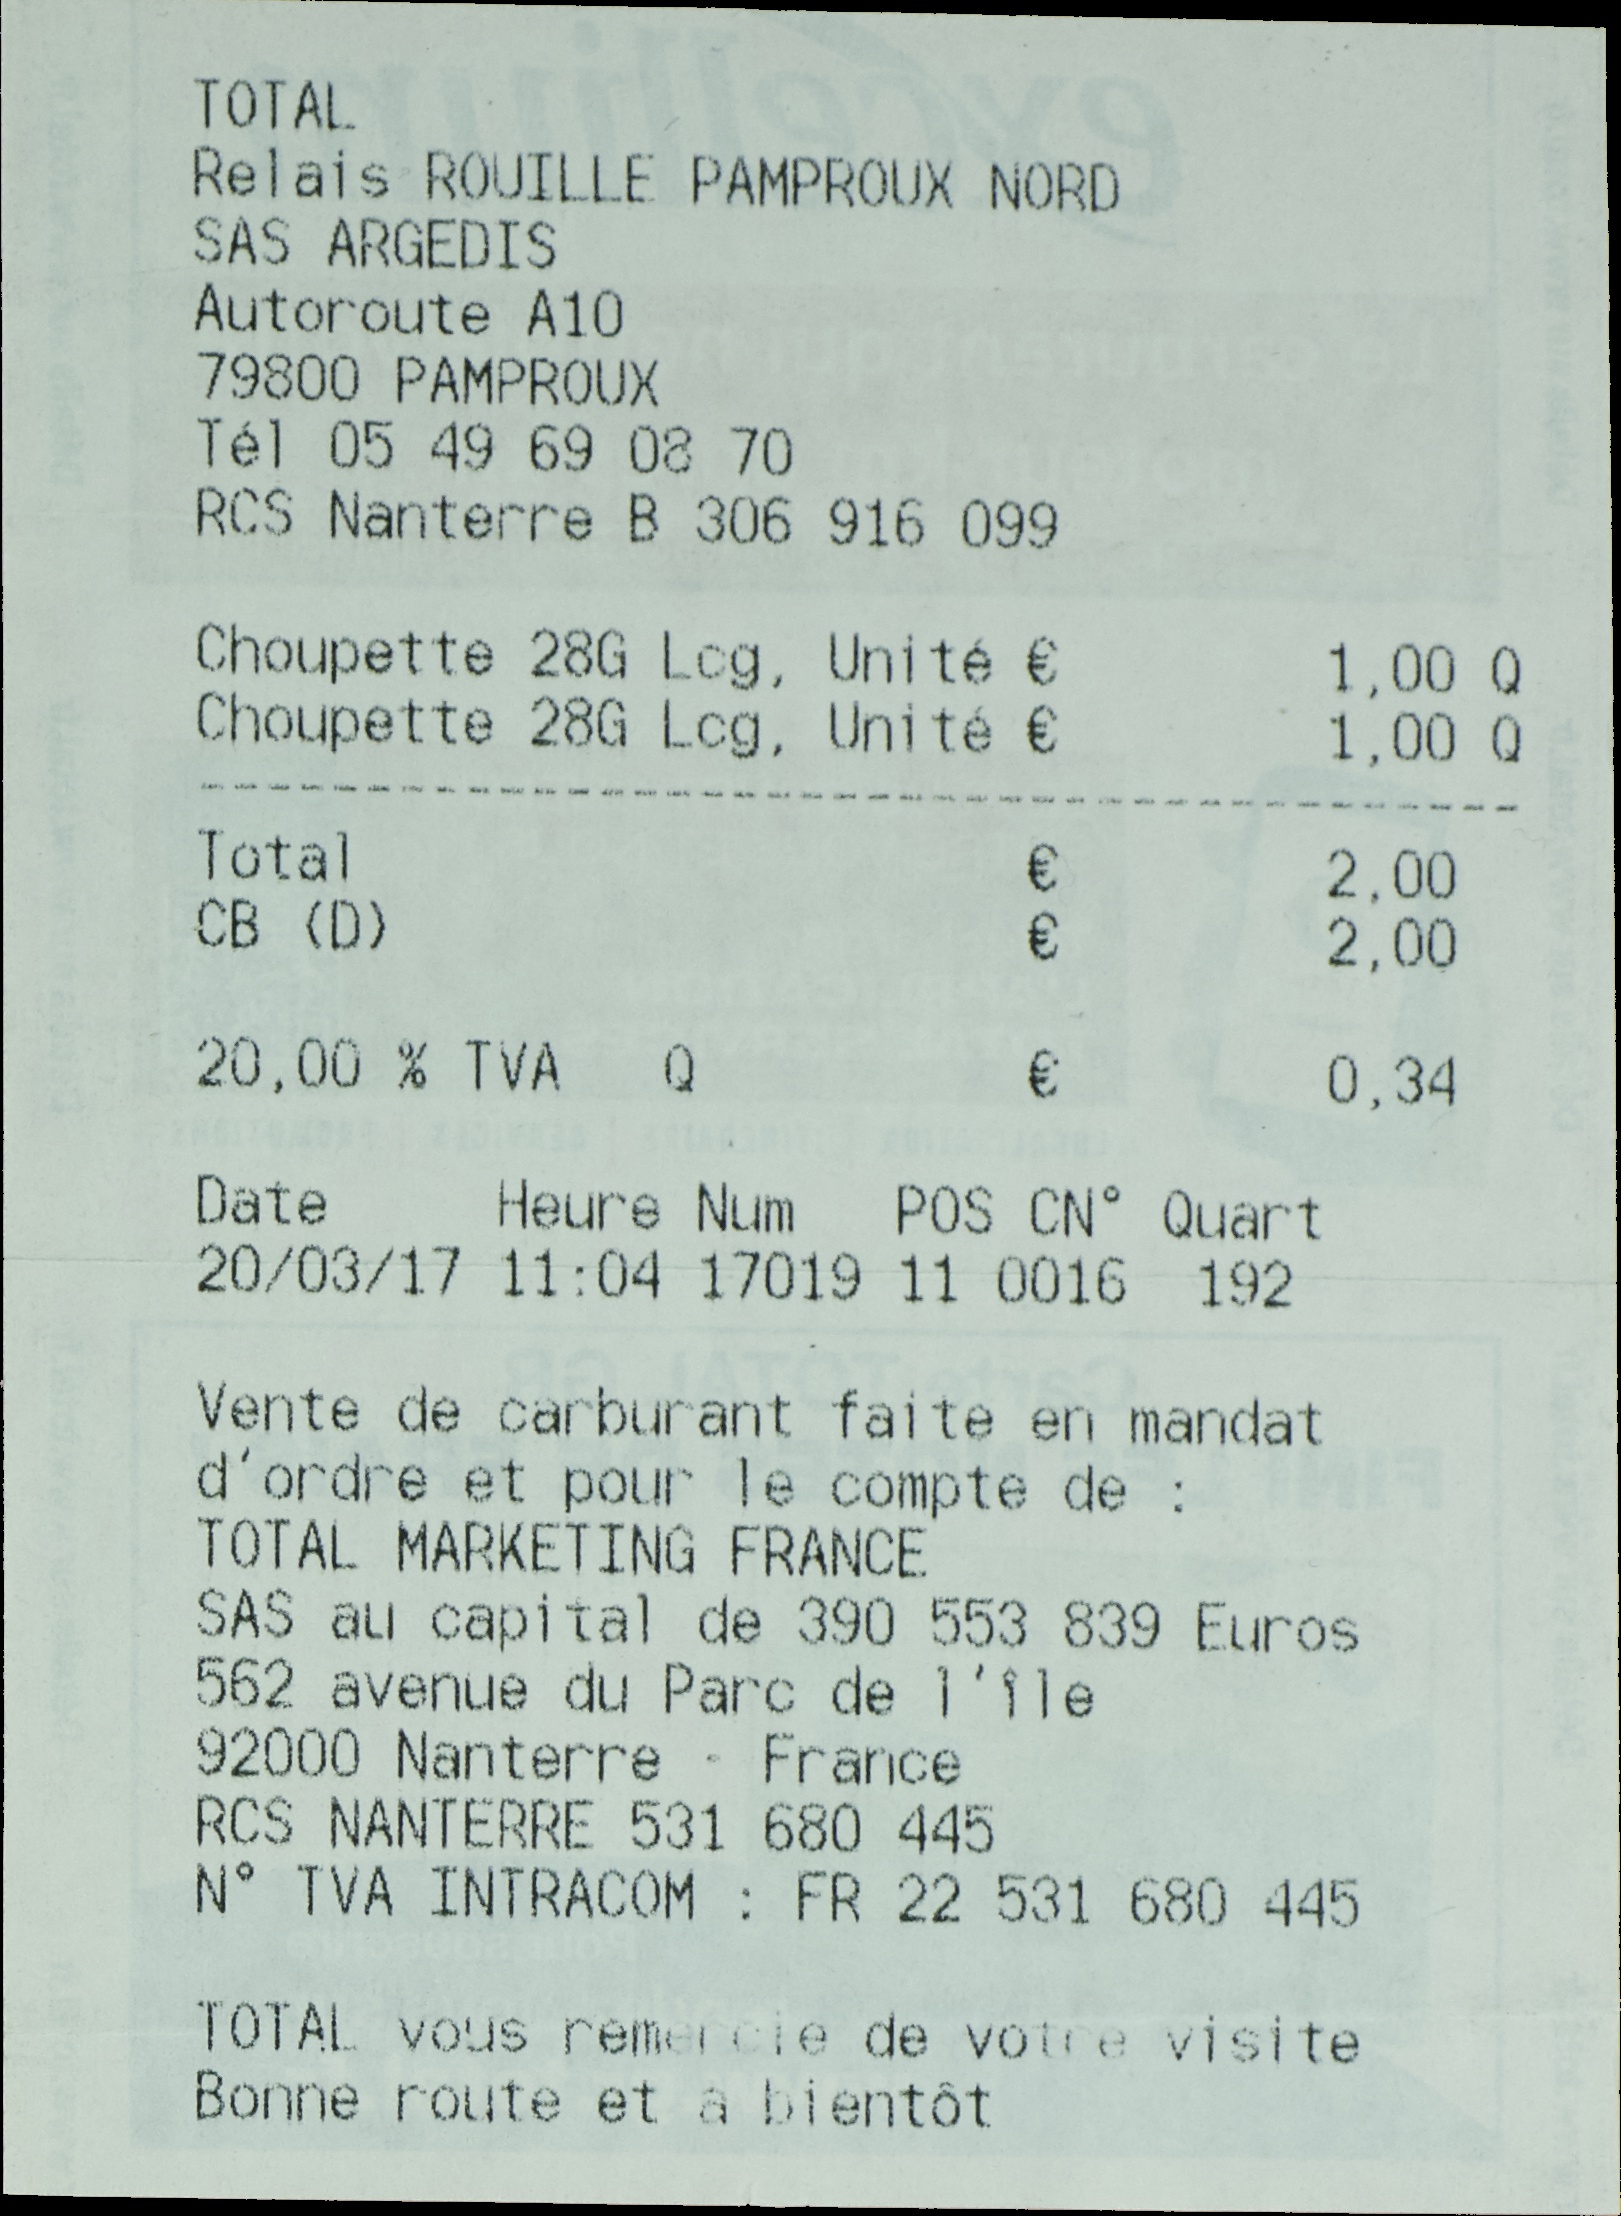 TOTAL
Relais ROUILLE PAMPROUX NORD
SAS ARGEDIS
Autoroute A10
79800 PAMPROUX
Tél 05 49 69 08 70
RCS Nanterre B 306 916 099
Choupette 28G Lcg, Unité € 1,00 Q
Choupette 28G Lcg, Unité € 1,00 Q
Total € 2,00
CB (D) € 2,00
20,00 % TVA Q € 0,34
Date Heure Num POS CN° Quart
20/03/17 11:04 17019 11 0016 192
Vente de carburant faite en mandat
d'ordre et pour le compte de :
TOTAL MARKETING FRANCE
SAS au capital de 390 553 839 Euros
562 avenue du Parc de l'île
92000 Nanterre - France
RCS NANTERRE 531 680 445
N° TVA INTRACOM : FR 22 531 680 445
TOTAL vous remercie de votre visite
Bonne route et a bientôt